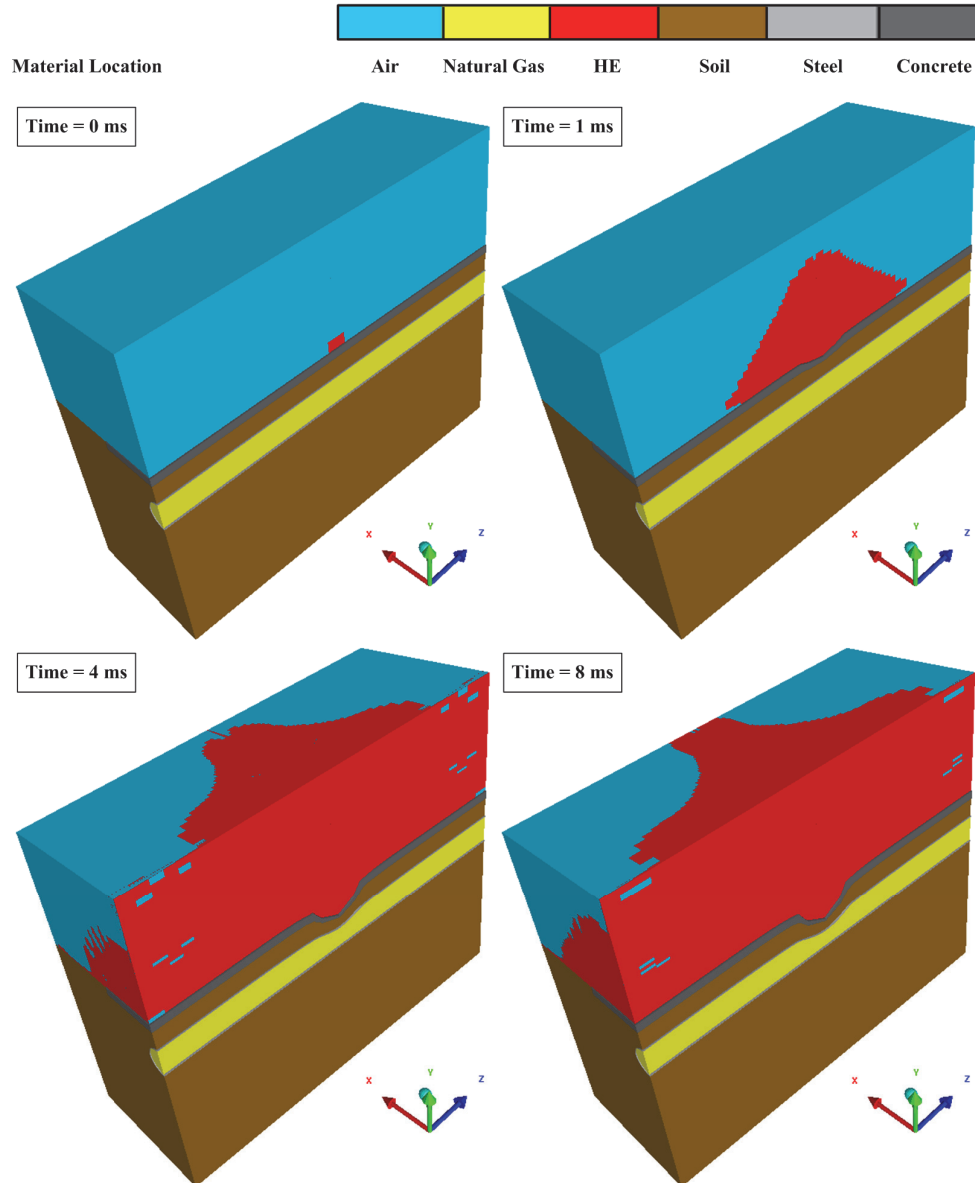 Material Location Air Natural Gas HE Soil Steel Concrete
Time = 0 ms
Time = 1 ms
X Y Z
X Y Z
Time = 4 ms
Time = 8 ms
X Y Z
X Y Z